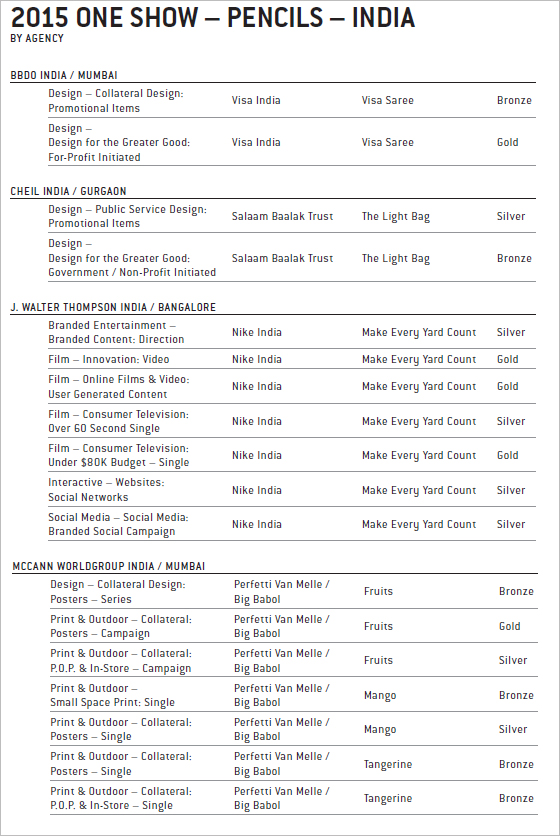 2015 ONE SHOW – PENCILS – INDIA
BY AGENCY
BBDO INDIA / MUMBAI
Design – Collateral Design:
Promotional Items
Visa India
Visa Saree
Bronze
Design –
Design for the Greater Good:
For-Profit Initiated
Visa India
Visa Saree
Gold
CHEIL INDIA / GURGAON
Design – Public Service Design:
Promotional Items
Salaam Baalak Trust
The Light Bag
Silver
Design –
Design for the Greater Good:
Government / Non-Profit Initiated
Salaam Baalak Trust
The Light Bag
Bronze
J. WALTER THOMPSON INDIA / BANGALORE
Branded Entertainment –
Branded Content: Direction
Nike India
Make Every Yard Count
Silver
Film – Innovation: Video
Nike India
Make Every Yard Count
Gold
Film – Online Films & Video:
User Generated Content
Nike India
Make Every Yard Count
Gold
Film – Consumer Television:
Over 60 Second Single
Nike India
Make Every Yard Count
Silver
Film – Consumer Television:
Under $80K Budget – Single
Nike India
Make Every Yard Count
Gold
Interactive – Websites:
Social Networks
Nike India
Make Every Yard Count
Silver
Social Media – Social Media:
Branded Social Campaign
Nike India
Make Every Yard Count
Silver
MCCANN WORLDGROUP INDIA / MUMBAI
Design – Collateral Design:
Posters – Series
Perfetti Van Melle /
Big Babol
Fruits
Bronze
Print & Outdoor – Collateral:
Posters – Campaign
Perfetti Van Melle /
Big Babol
Fruits
Gold
Print & Outdoor – Collateral:
P.O.P. & In-Store – Campaign
Perfetti Van Melle /
Big Babol
Fruits
Silver
Print & Outdoor –
Small Space Print: Single
Perfetti Van Melle /
Big Babol
Mango
Bronze
Print & Outdoor – Collateral:
Posters – Single
Perfetti Van Melle /
Big Babol
Mango
Silver
Print & Outdoor – Collateral:
Posters – Single
Perfetti Van Melle /
Big Babol
Tangerine
Bronze
Print & Outdoor – Collateral:
P.O.P. & In-Store – Single
Perfetti Van Melle /
Big Babol
Tangerine
Bronze